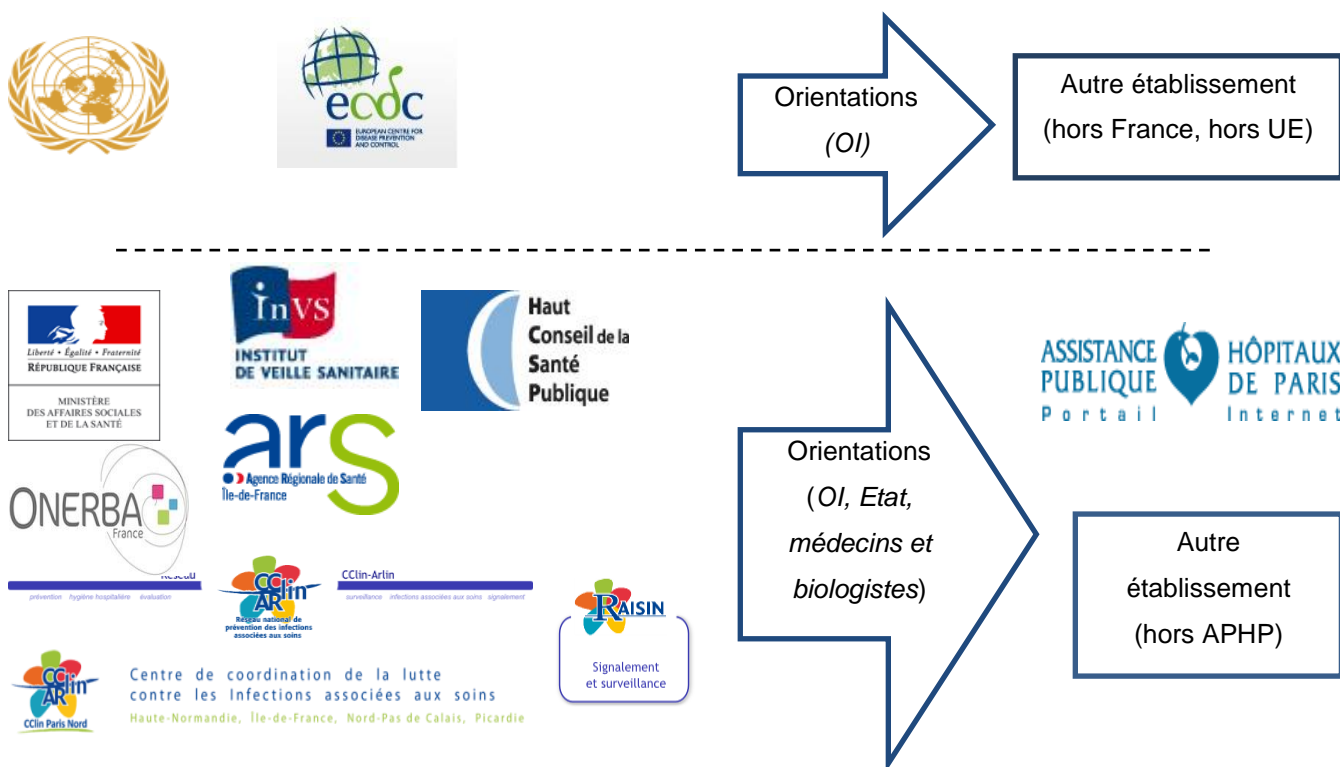 ecdc
EUROPEAN CENTRE FOR
DISEASE PREVENTION
AND CONTROL
Orientations
(OI)
Autre établissement
(hors France, hors UE)
Liberté • Égalité • Fraternité
RÉPUBLIQUE FRANÇAISE
MINISTÈRE
DES AFFAIRES SOCIALES
ET DE LA SANTÉ
InVS
INSTITUT
DE VEILLE SANITAIRE
Haut
Conseil de la
Santé
Publique
ars
Agence Régionale de Santé
Île-de-France
ONERBA
France
Réseau
CClin-Arlin
prévention hygiène hospitalière évaluation
CClin
AR
Réseau national de
prévention des infections
associées aux soins
surveillance infections associées aux soins signalement
RAISIN
Signalement
et surveillance
CClin
AR
CClin Paris Nord
Centre de coordination de la lutte
contre les Infections associées aux soins
Haute-Normandie, Île-de-France, Nord-Pas de Calais, Picardie
Orientations
(OI, Etat,
médecins et
biologistes)
ASSISTANCE HÔPITAUX
PUBLIQUE DE PARIS
Portail Internet
Autre
établissement
(hors APHP)